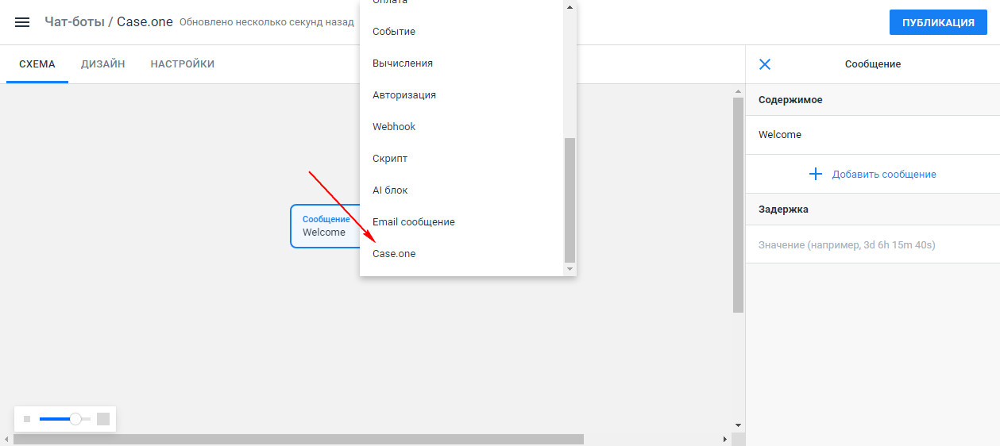 Чат-боты / Case.one Обновлено несколько секунд назад
ПУБЛИКАЦИЯ
СХЕМА ДИЗАЙН НАСТРОЙКИ
Оплата
Событие
Вычисления
Авторизация
Webhook
Скрипт
AI блок
Email сообщение
Case.one
Сообщение
Welcome
Сообщение
Содержимое
Welcome
Добавить сообщение
Задержка
Значение (например, 3d 6h 15m 40s)